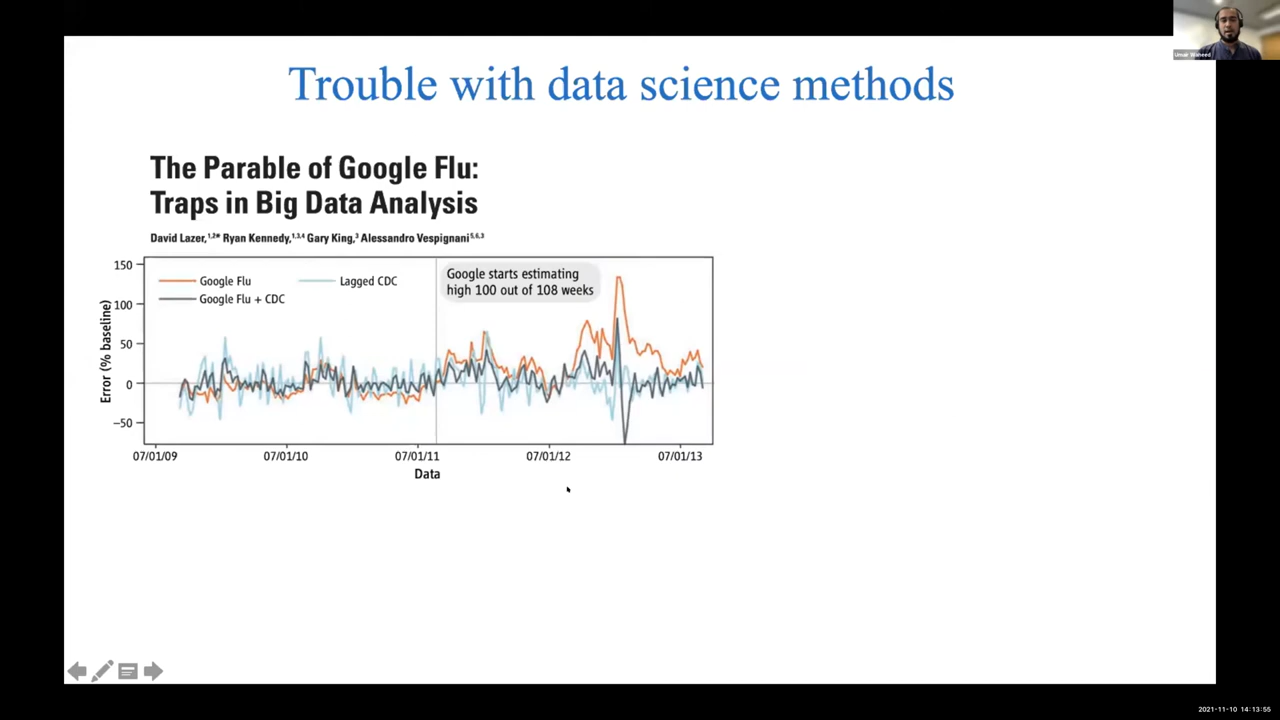 Umar Waheed
Trouble with data science methods
The Parable of Google Flu:
Traps in Big Data Analysis
David Lazer,1,2* Ryan Kennedy,1,3,4 Gary King,3 Alessandro Vespignani5,6,3
Error (% baseline)
150
100
50
0
–50
Google Flu
Lagged CDC
Google Flu + CDC
Google starts estimating
high 100 out of 108 weeks
07/01/09
07/01/10
07/01/11
07/01/12
07/01/13
Data
2021-11-10 14:13:55